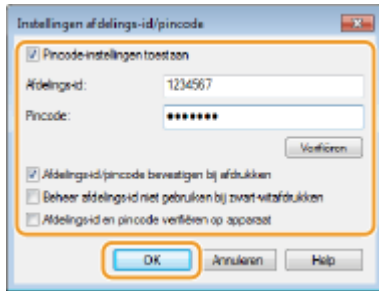 Instellingen afdelings-id/pincode
Pincode-instellingen toestaan
Afdelings-id: 1234567
Pincode: •••••••
Verifiëren
Afdelings-id/pincode bevestigen bij afdrukken
Beheer afdelings-id niet gebruiken bij zwart-witafdrukken
Afdelings-id en pincode verifiëren op apparaat
OK Annuleren Help